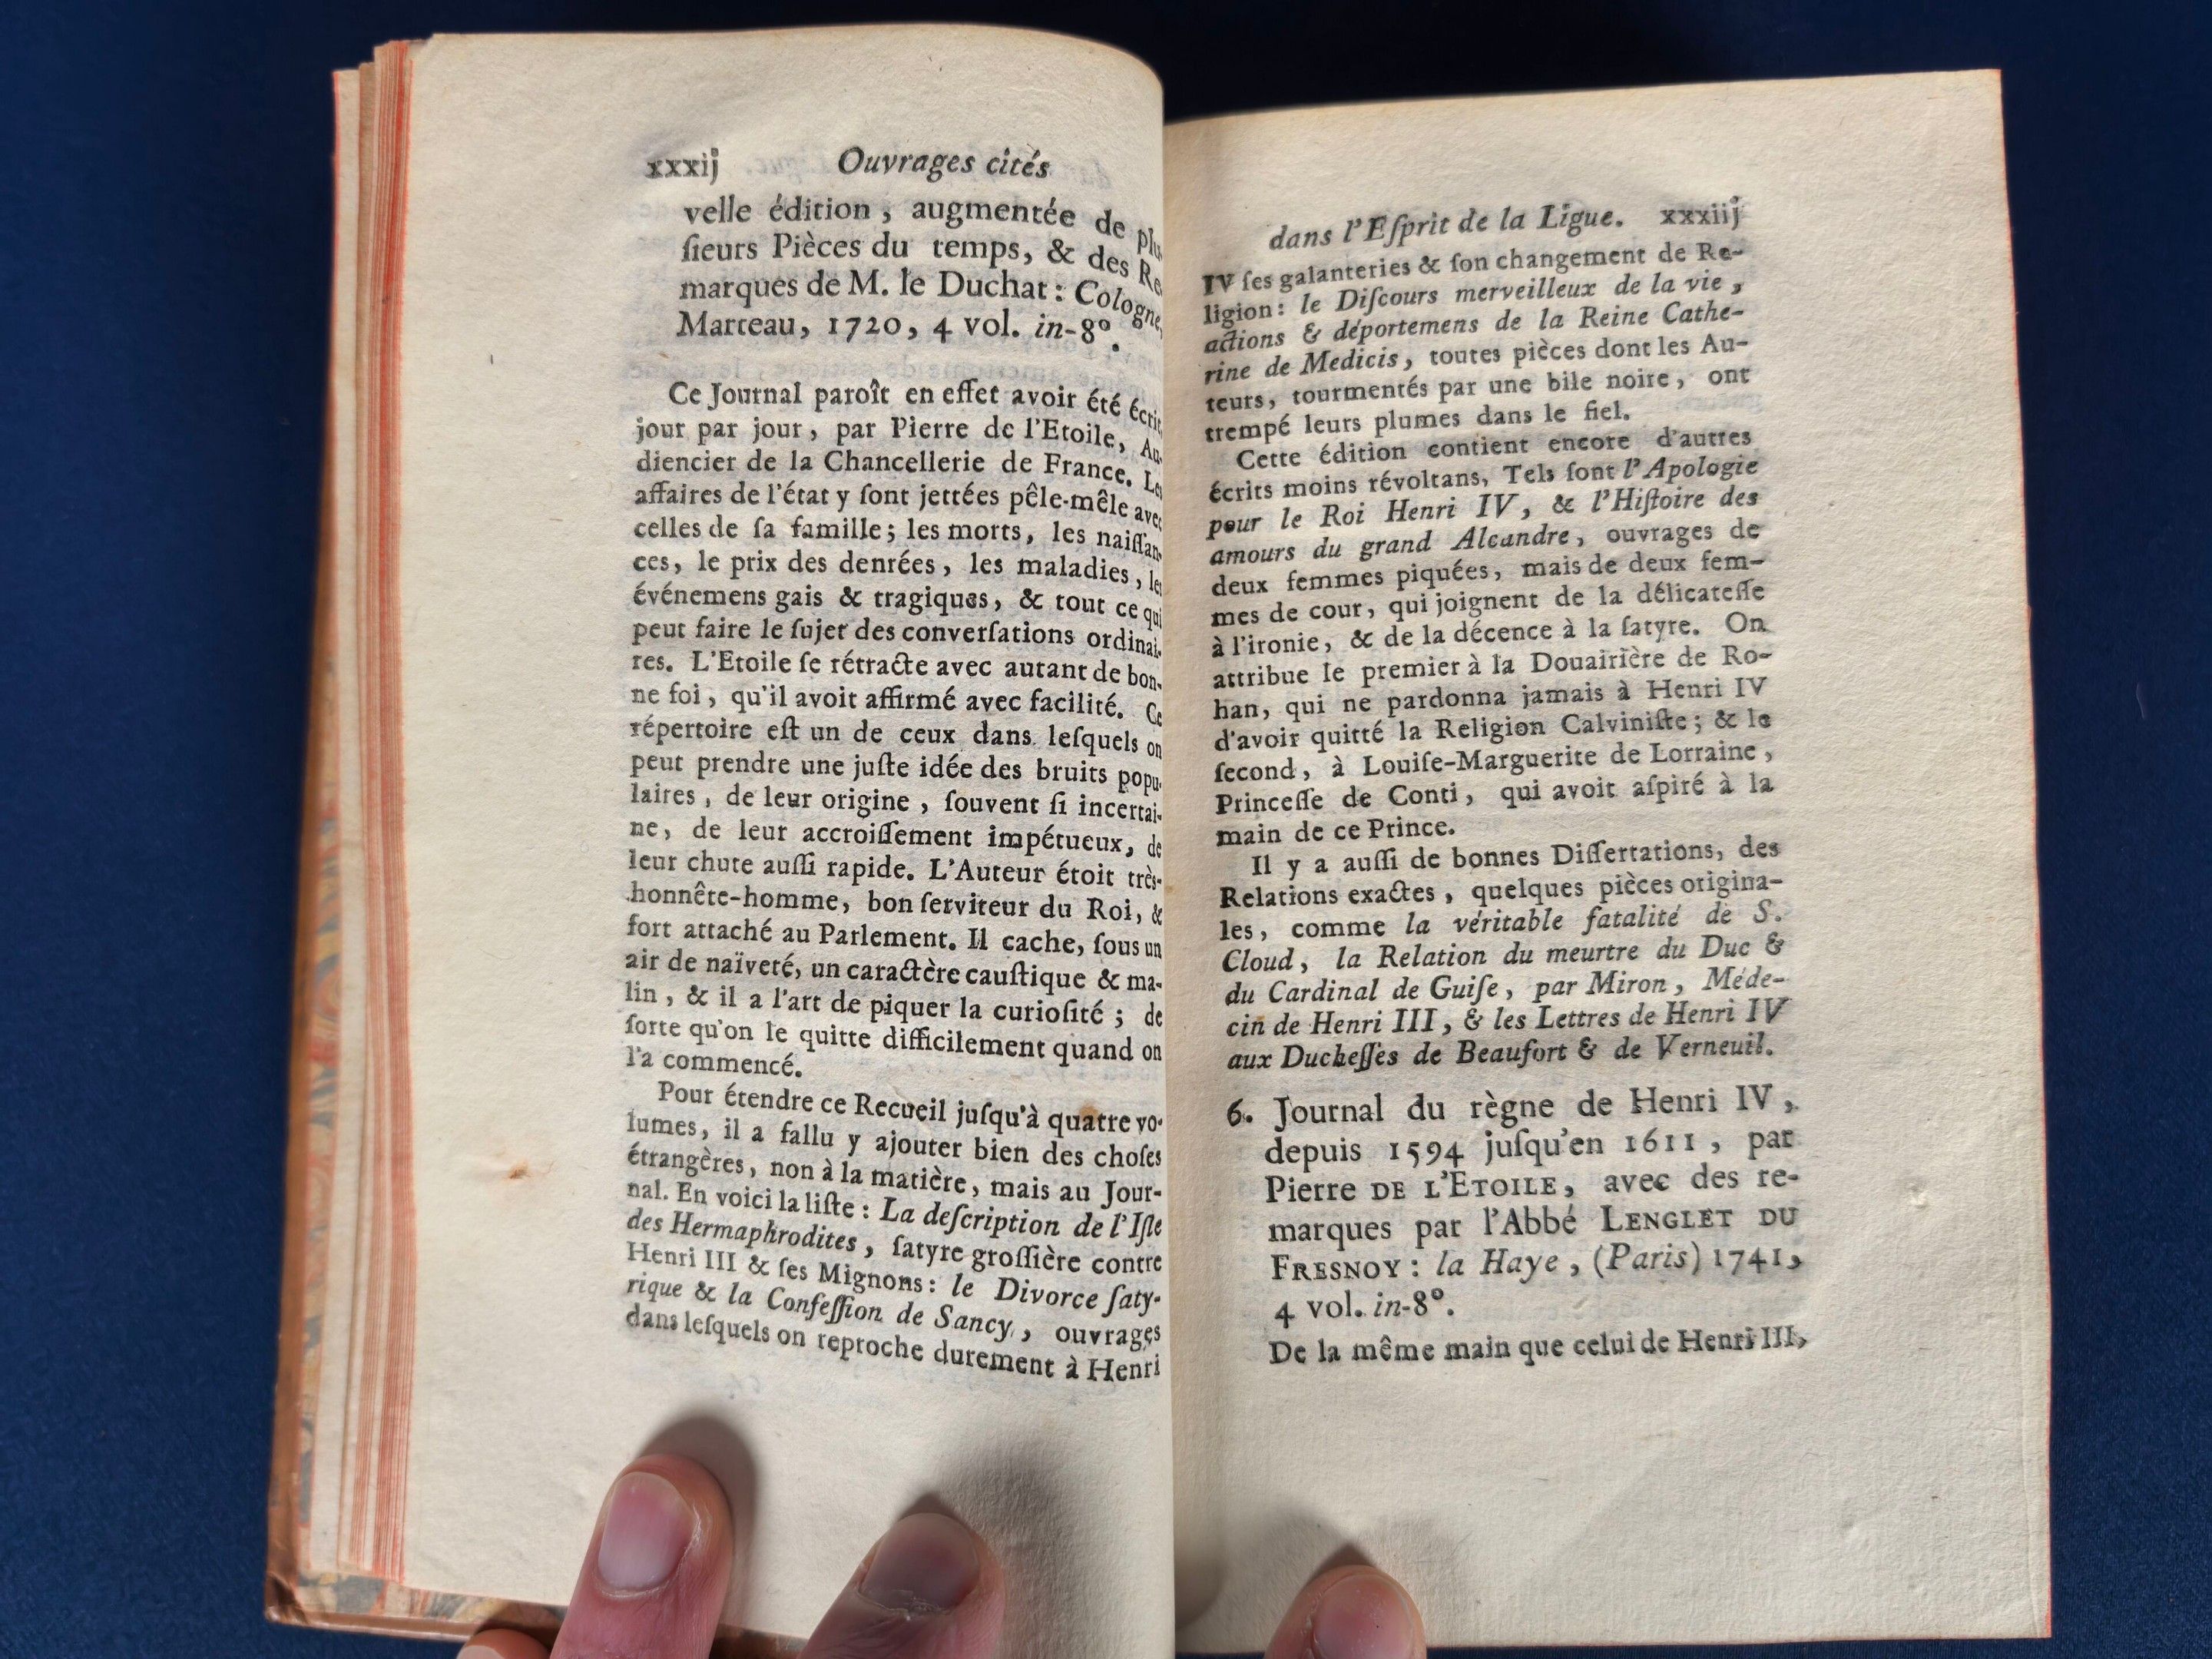 xxxij Ouvrages cités
velle édition, augmentée de plu-
ſieurs Pièces du temps, & des Re-
marques de M. le Duchat : Cologne,
Marteau, 1720, 4 vol. in-8°.
Ce Journal paroît en effet avoir été écrit
jour par jour, par Pierre de l'Etoile, Au-
diencier de la Chancellerie de France. Les
affaires de l'état y ſont jettées pêle-mêle avec
celles de ſa famille; les morts, les naiſſan-
ces, le prix des denrées, les maladies, les
événemens gais & tragiques, & tout ce qui
peut faire le ſujet des converſations ordinai-
res. L'Etoile ſe rétracte avec autant de bon-
ne foi, qu'il avoit affirmé avec facilité. Ce
répertoire eſt un de ceux dans leſquels on
peut prendre une juſte idée des bruits popu-
laires, de leur origine, ſouvent ſi incertai-
ne, de leur accroiſſement impétueux, de
leur chute auſſi rapide. L'Auteur étoit très-
honnête-homme, bon ſerviteur du Roi, &
fort attaché au Parlement. Il cache, ſous un
air de naïveté, un caractère cauſtique & ma-
lin, & il a l'art de piquer la curioſité; de
ſorte qu'on le quitte difficilement quand on
l'a commencé.
Pour étendre ce Recueil juſqu'à quatre vo-
lumes, il a fallu y ajouter bien des choſes
étrangères, non à la matière, mais au Jour-
nal. En voici la liſte : La deſcription de l'Iſle
des Hermaphrodites, ſatyre groſſière contre
Henri III & ſes Mignons : le Divorce ſaty-
rique & la Confeſſion de Sancy, ouvrages
dans leſquels on reproche durement à Henri
dans l'Eſprit de la Ligue. xxxiij
IV ſes galanteries & ſon changement de Re-
ligion : le Diſcours merveilleux de la vie,
actions & déportemens de la Reine Cathe-
rine de Medicis, toutes pièces dont les Au-
teurs, tourmentés par une bile noire, ont
trempé leurs plumes dans le fiel.
Cette édition contient encore d'autres
écrits moins révoltans, Tels ſont l'Apologie
pour le Roi Henri IV, & l'Hiſtoire des
amours du grand Alcandre, ouvrages de
deux femmes piquées, mais de deux fem-
mes de cour, qui joignent de la délicateſſe
à l'ironie, & de la décence à la ſatyre. On
attribue le premier à la Douairière de Ro-
han, qui ne pardonna jamais à Henri IV
d'avoir quitté la Religion Calviniſte; & le
ſecond, à Louiſe-Marguerite de Lorraine,
Princeſſe de Conti, qui avoit aſpiré à la
main de ce Prince.
Il y a auſſi de bonnes Diſſertations, des
Relations exactes, quelques pièces origina-
les, comme la véritable fatalité de S.
Cloud, la Relation du meurtre du Duc &
du Cardinal de Guiſe, par Miron, Méde-
cin de Henri III, & les Lettres de Henri IV
aux Ducheſſes de Beaufort & de Verneuil.
6. Journal du règne de Henri IV,
depuis 1594 juſqu'en 1611, par
Pierre DE L'ETOILE, avec des re-
marques par l'Abbé LENGLET DU
FRESNOY : la Haye, (Paris) 1741,
4 vol. in-8°.
De la même main que celui de Henri III,